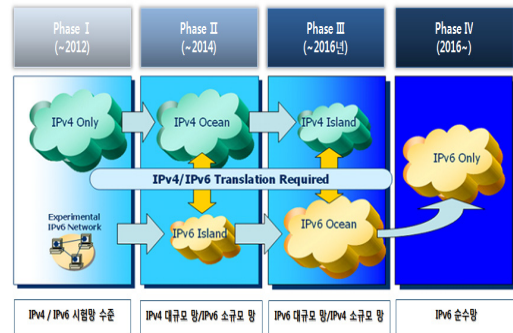 Phase Ⅰ
(~2012)
Phase Ⅱ
(~2014)
Phase Ⅲ
(~2016년)
Phase Ⅳ
(2016~)
IPv4 Only
IPv4 Ocean
IPv4 Island
IPv6 Only
IPv4/IPv6 Translation Required
Experimental
IPv6 Network
IPv6 Island
IPv6 Ocean
IPv4 / IPv6 시험망 수준
IPv4 대규모 망/IPv6 소규모 망
IPv6 대규모 망/IPv4 소규모 망
IPv6 순수망